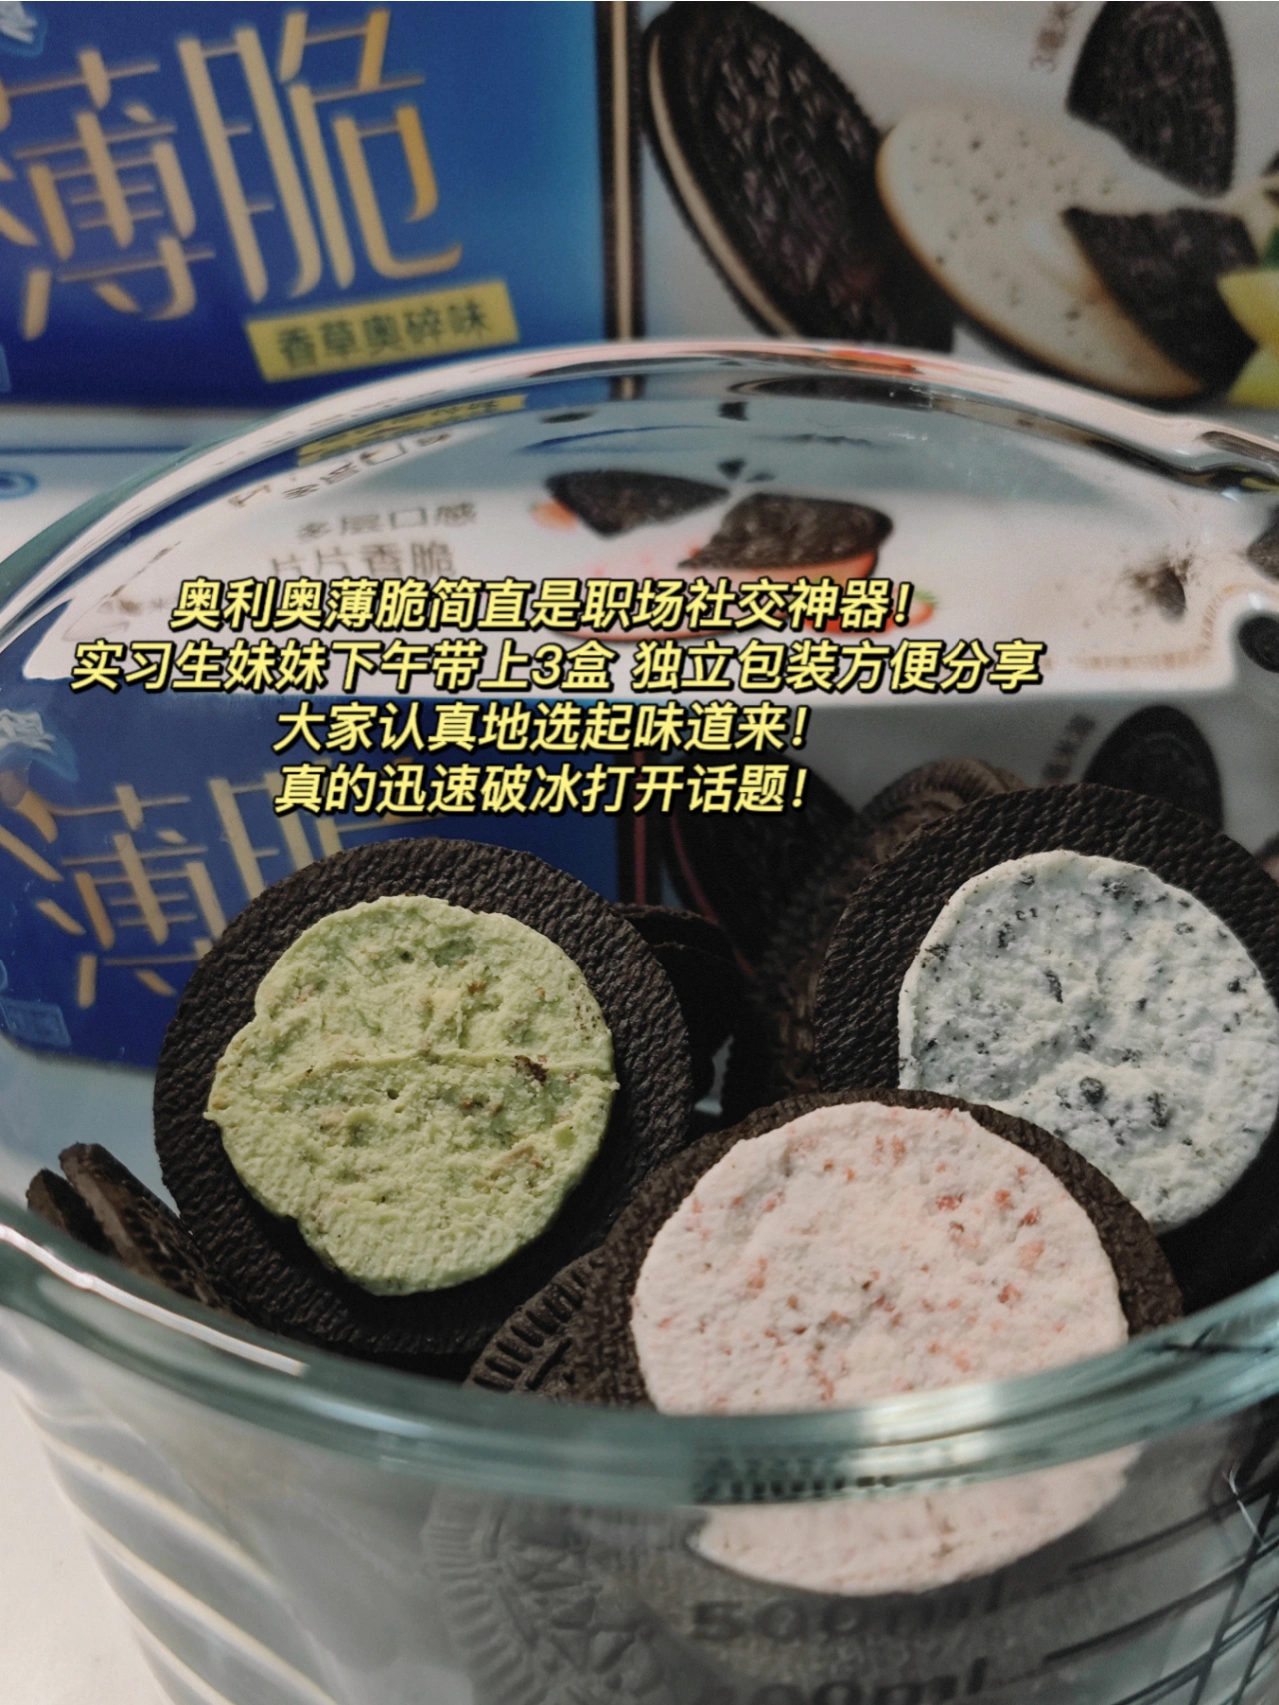 薄脆
香草奥碎味
多层口感
片片香脆
奥利奥薄脆简直是职场社交神器！
实习生妹妹下午带上3盒 独立包装方便分享
大家认真地选起味道来！
真的迅速破冰打开话题！
薄脆
500ml